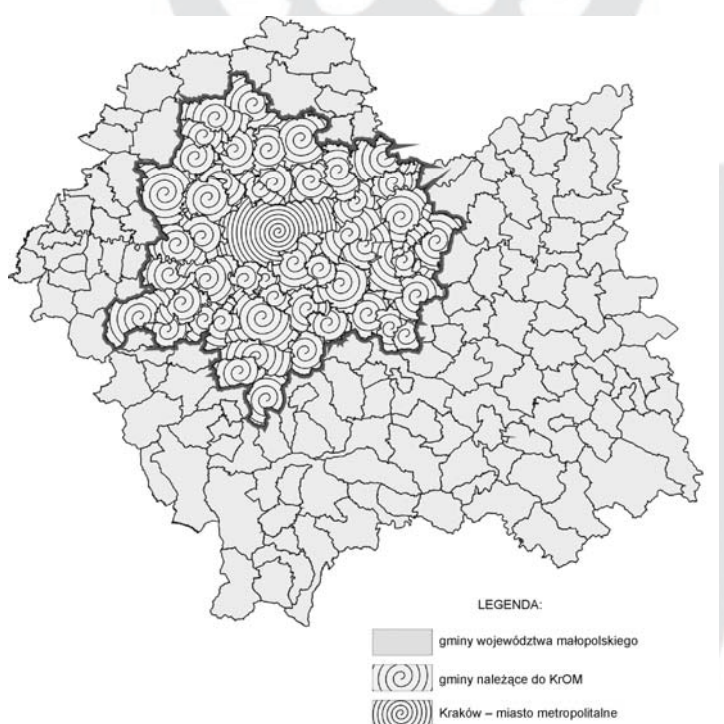 LEGENDA:
gminy województwa małopolskiego
gminy należące do KrOM
Kraków – miasto metropolitalne